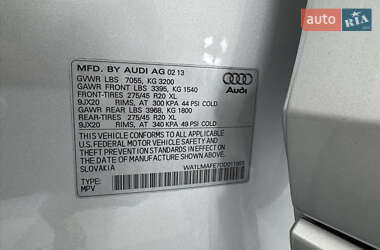 auto RIA
MFD. BY AUDI AG 02 13
GVWR LBS 7055, KG 3200
GAWR FRONT LBS 3395, KG 1540
FRONT-TIRES 275/45 R20 XL
9JX20 RIMS, AT 300 KPA 44 PSI COLD
GAWR REAR LBS 3968, KG 1800
REAR-TIRES 275/45 R20 XL
9JX20 RIMS, AT 340 KPA 49 PSI COLD
Audi
THIS VEHICLE CONFORMS TO ALL APPLICABLE
U.S. FEDERAL MOTOR VEHICLE SAFETY AND
THEFT PREVENTION STANDARDS IN EFFECT ON THE
DATE OF MANUFACTURE SHOWN ABOVE.
SLOVAKIA
TYPE:
MPV